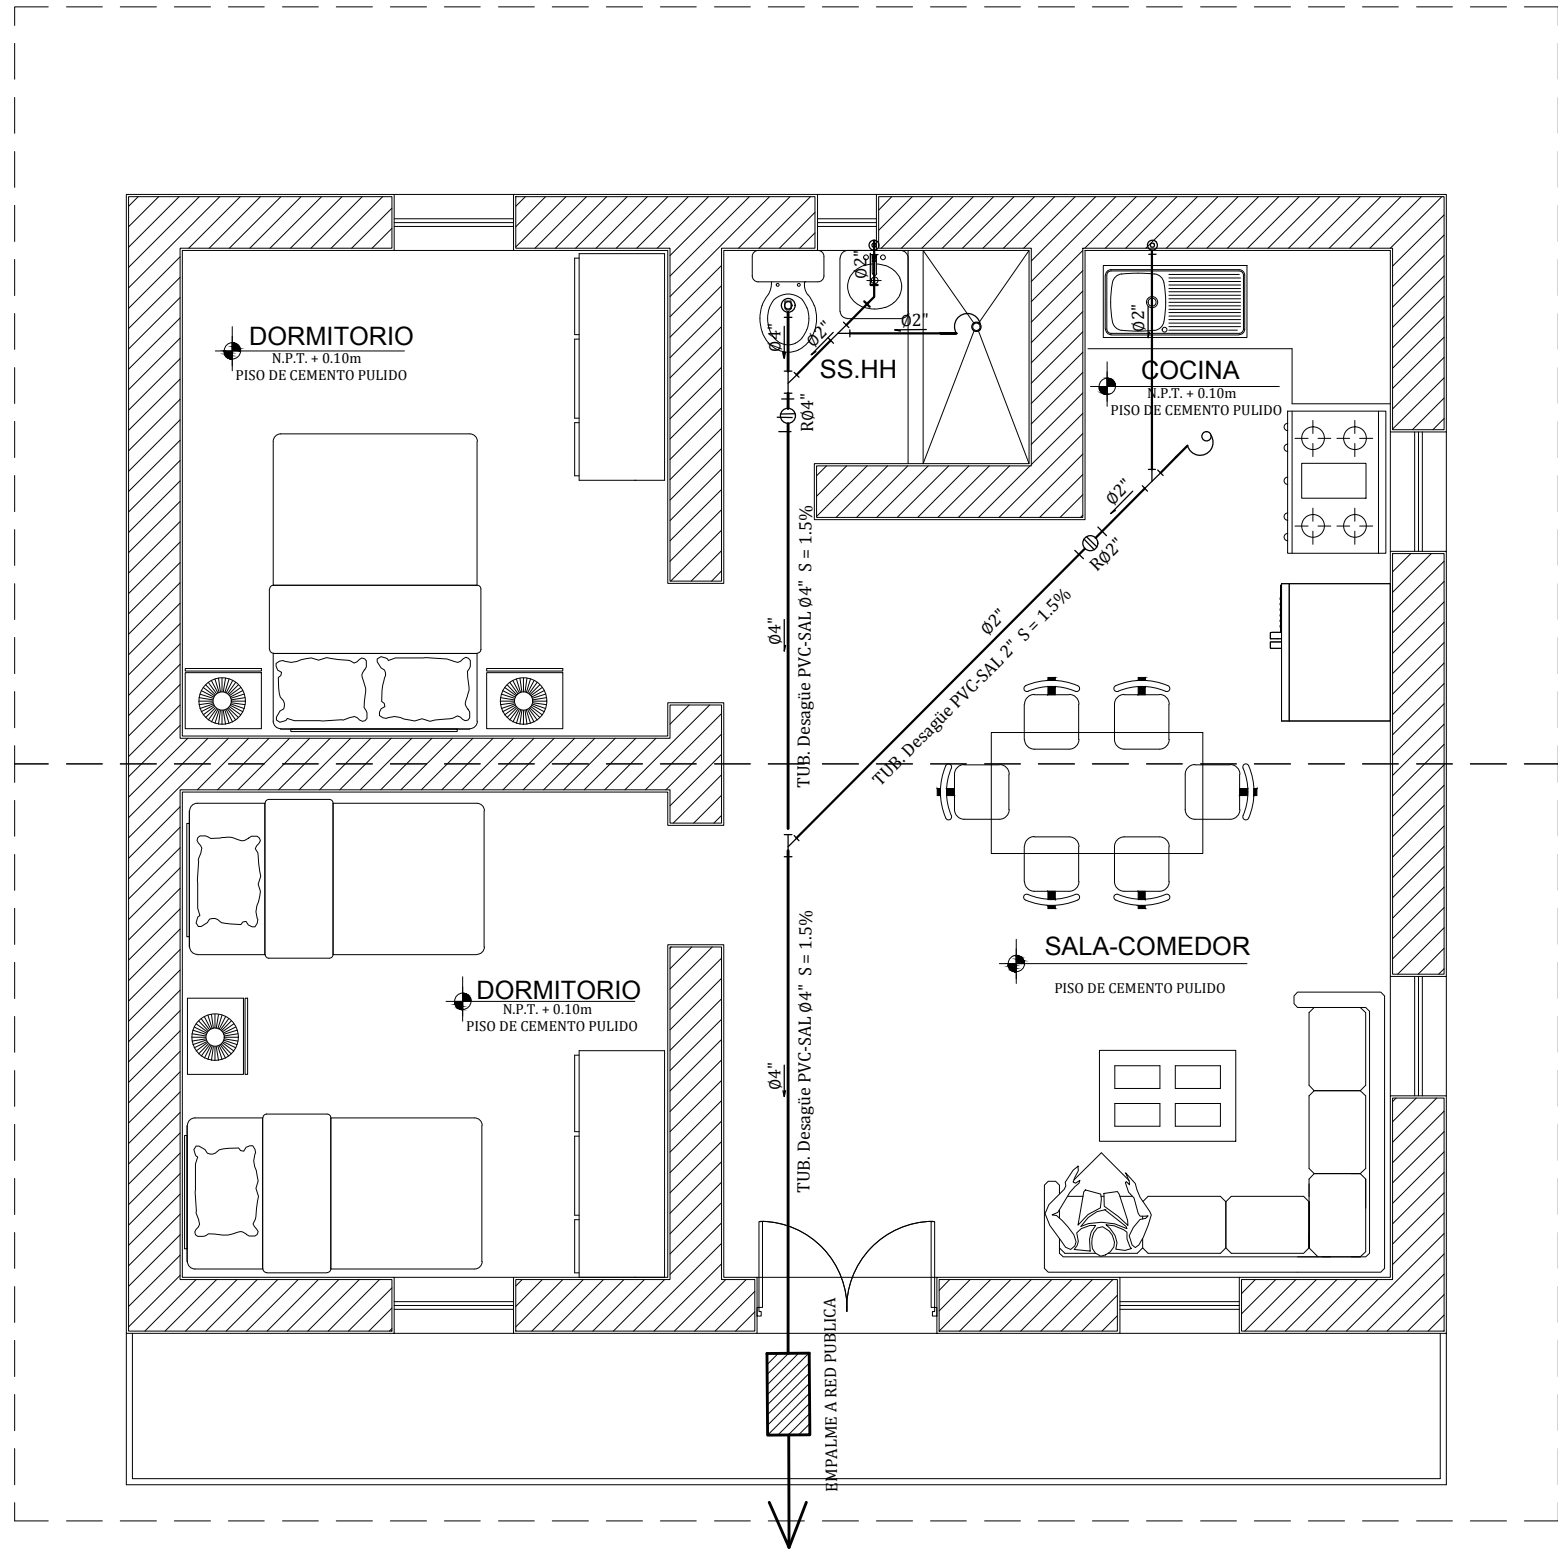 DORMITORIO
N.P.T. + 0.10m
PISO DE CEMENTO PULIDO
Ø2"
Ø4"
Ø2"
Ø2"
SS.HH
RØ4"
Ø2"
COCINA
N.P.T. + 0.10m
PISO DE CEMENTO PULIDO
Ø2"
RØ2"
TUB. Desagüe PVC-SAL Ø4" S = 1.5%
Ø4"
Ø2"
TUB. Desagüe PVC-SAL 2" S = 1.5%
SALA-COMEDOR
PISO DE CEMENTO PULIDO
DORMITORIO
N.P.T. + 0.10m
PISO DE CEMENTO PULIDO
TUB. Desagüe PVC-SAL Ø4" S = 1.5%
Ø4"
EMPALME A RED PUBLICA